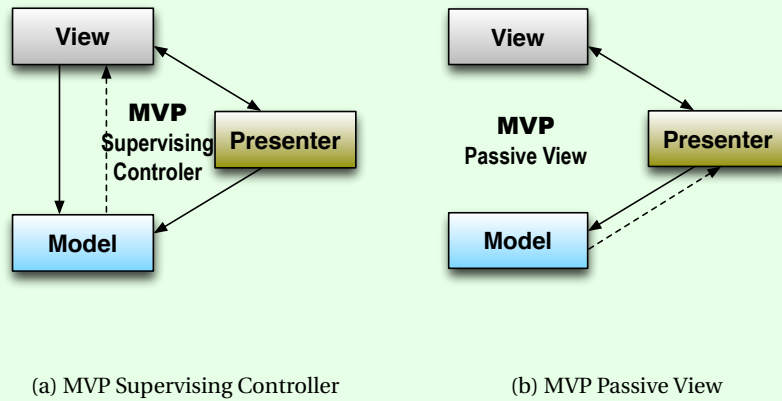 View
MVP
Supervising
Controler
Presenter
Model
(a) MVP Supervising Controller
View
MVP
Passive View
Presenter
Model
(b) MVP Passive View